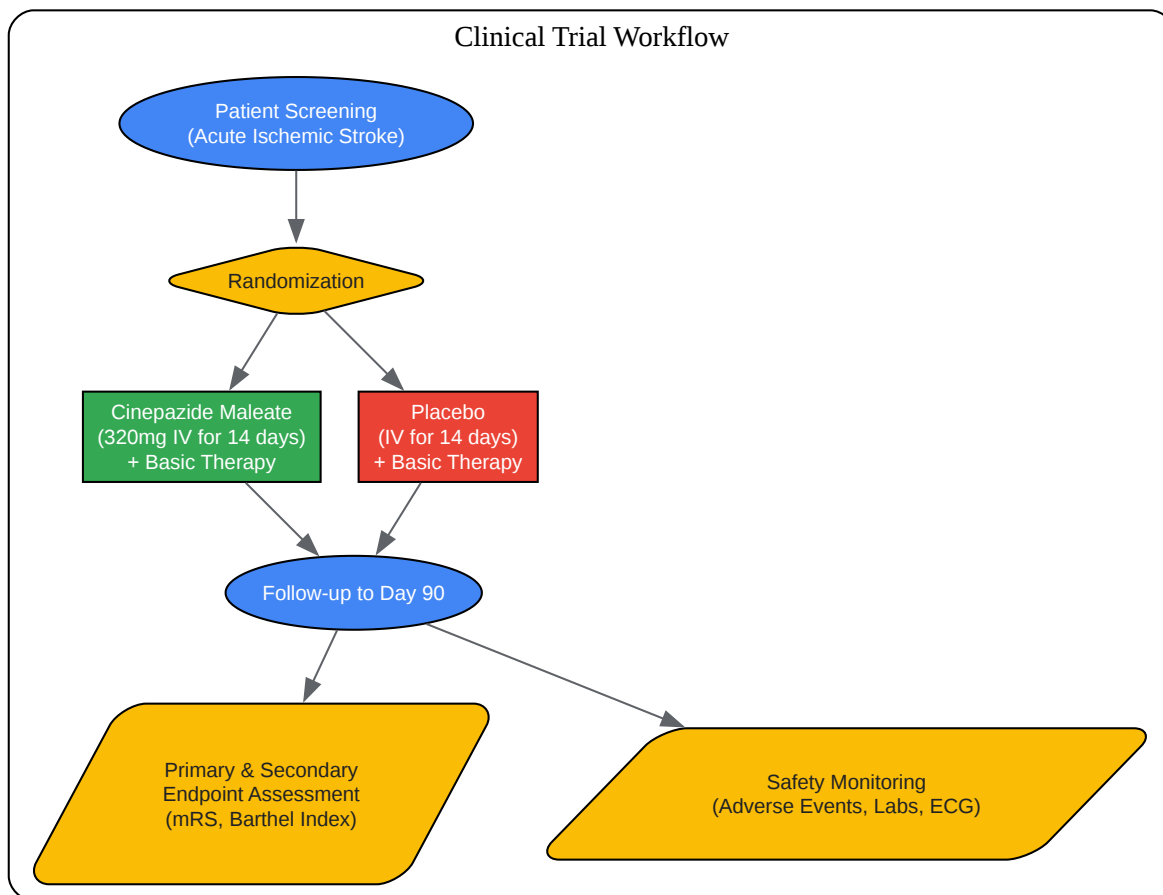 Clinical Trial Workflow
Patient Screening
(Acute Ischemic Stroke)
Randomization
Cinepazide Maleate
(320mg IV for 14 days)
+ Basic Therapy
Placebo
(IV for 14 days)
+ Basic Therapy
Follow-up to Day 90
Primary & Secondary
Endpoint Assessment
(mRS, Barthel Index)
Safety Monitoring
(Adverse Events, Labs, ECG)